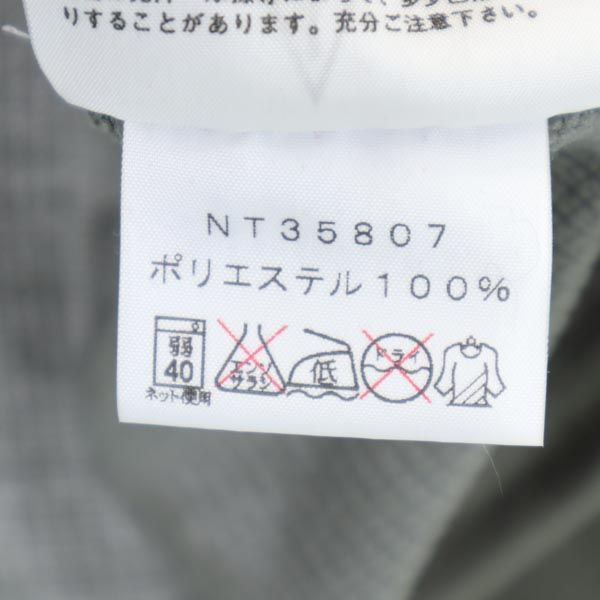 りすることがあります。充分ご注意下さい。
NT35807
ポリエステル100%
弱
40
ネット使用
エンソ
サラシ
低
ドライ